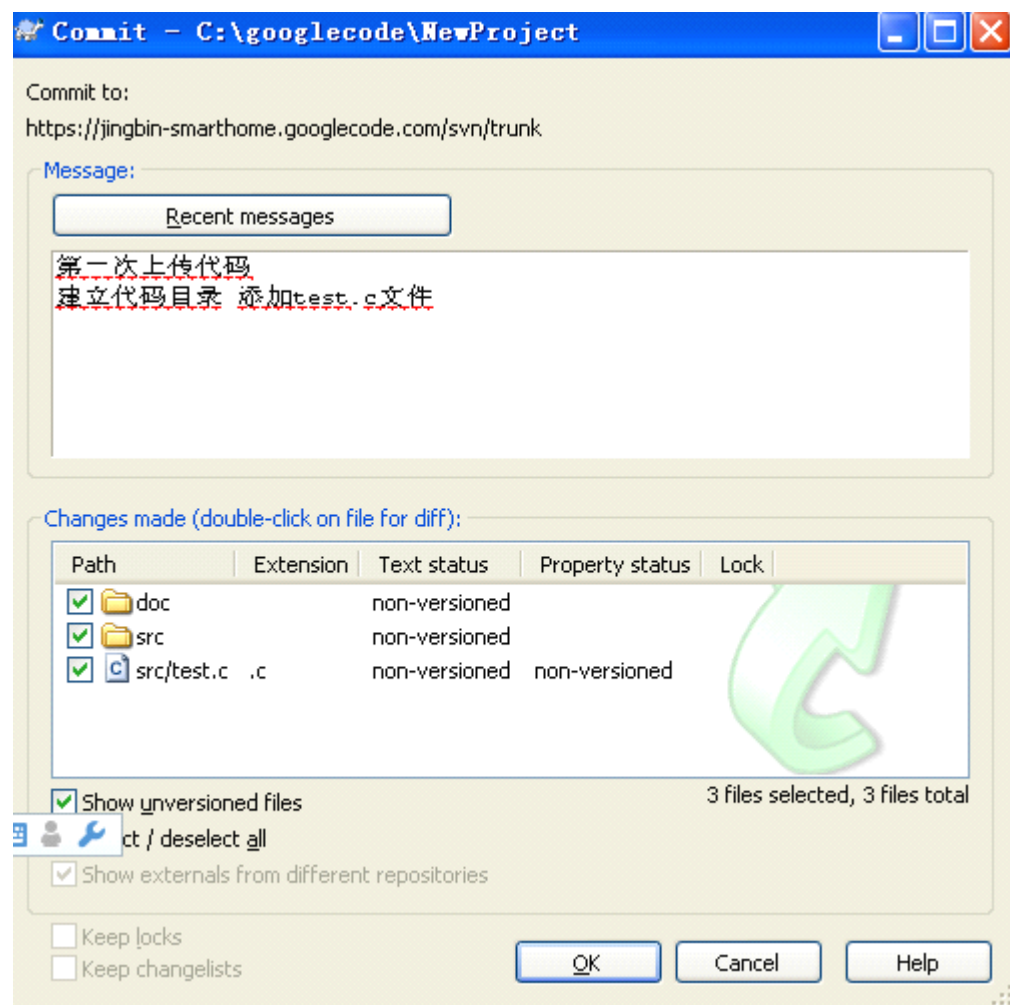 Commit - C:\googlecode\NewProject
Commit to:
https://jingbin-smarthome.googlecode.com/svn/trunk
Message:
Recent messages
第一次上传代码
建立代码目录 添加test.c文件
Changes made (double-click on file for diff):
Path Extension Text status Property status Lock
doc non-versioned
src non-versioned
C src/test.c .c non-versioned non-versioned
Show unversioned files 3 files selected, 3 files total
ct / deselect all
Show externals from different repositories
Keep locks
Keep changelists
OK Cancel Help